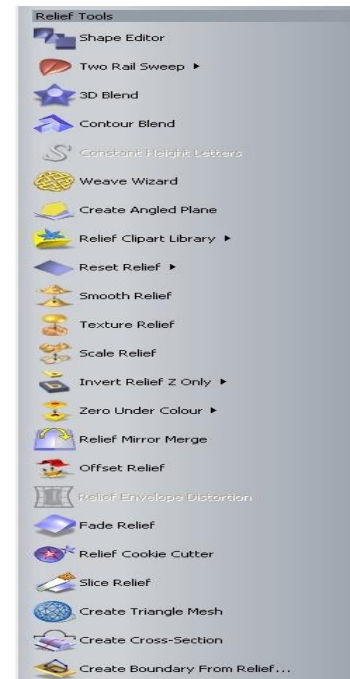 Relief Tools
Shape Editor
Two Rail Sweep
3D Blend
Contour Blend
Constant Height Letters
Weave Wizard
Create Angled Plane
Relief Clipart Library
Reset Relief
Smooth Relief
Texture Relief
Scale Relief
Invert Relief Z Only
Zero Under Colour
Relief Mirror Merge
Offset Relief
Relief Envelope Distortion
Fade Relief
Relief Cookie Cutter
Slice Relief
Create Triangle Mesh
Create Cross-Section
Create Boundary From Relief...